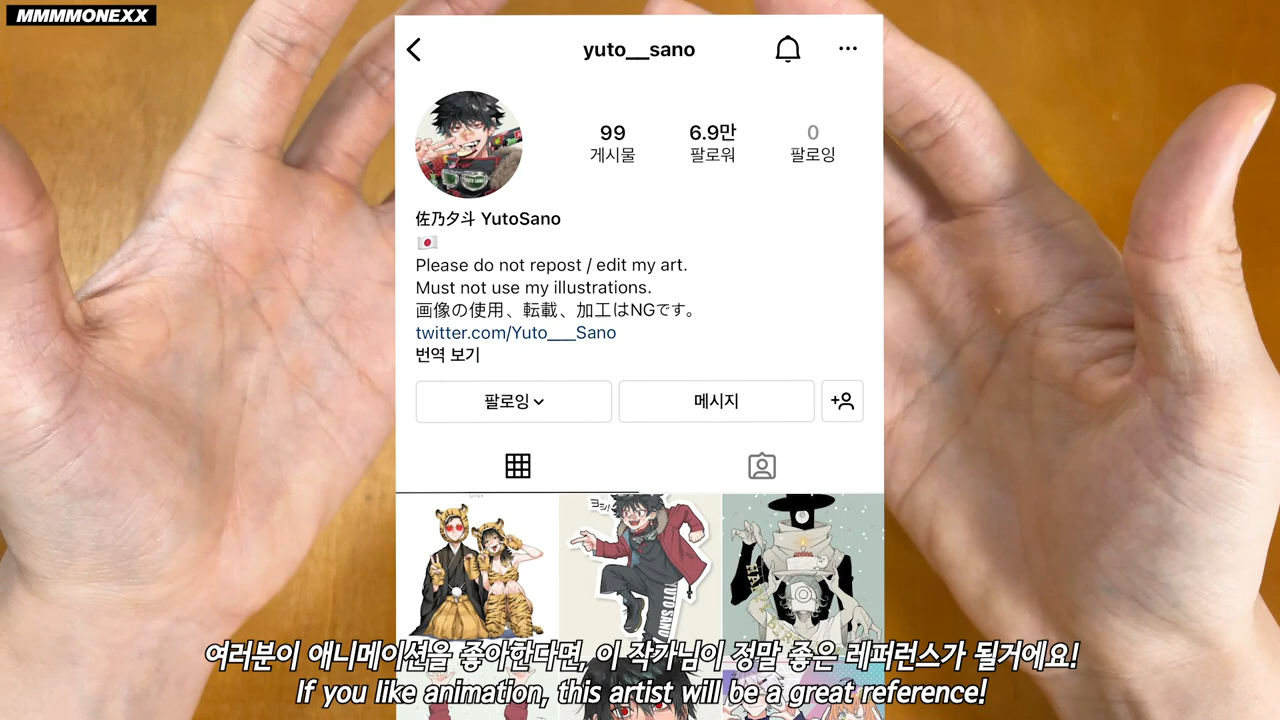 MMMMONEXX
yuto__sano
99
6.9만
0
게시물
팔로워
팔로잉
佐乃夕斗 YutoSano
Please do not repost / edit my art.
Must not use my illustrations.
画像の使用、転載、加工はNGです。
twitter.com/Yuto___Sano
번역 보기
팔로잉
메시지
ヨシ!
YUTO SANO
여러분이 애니메이션을 좋아한다면, 이 작가님이 정말 좋은 레퍼런스가 될거에요!
If you like animation, this artist will be a great reference!